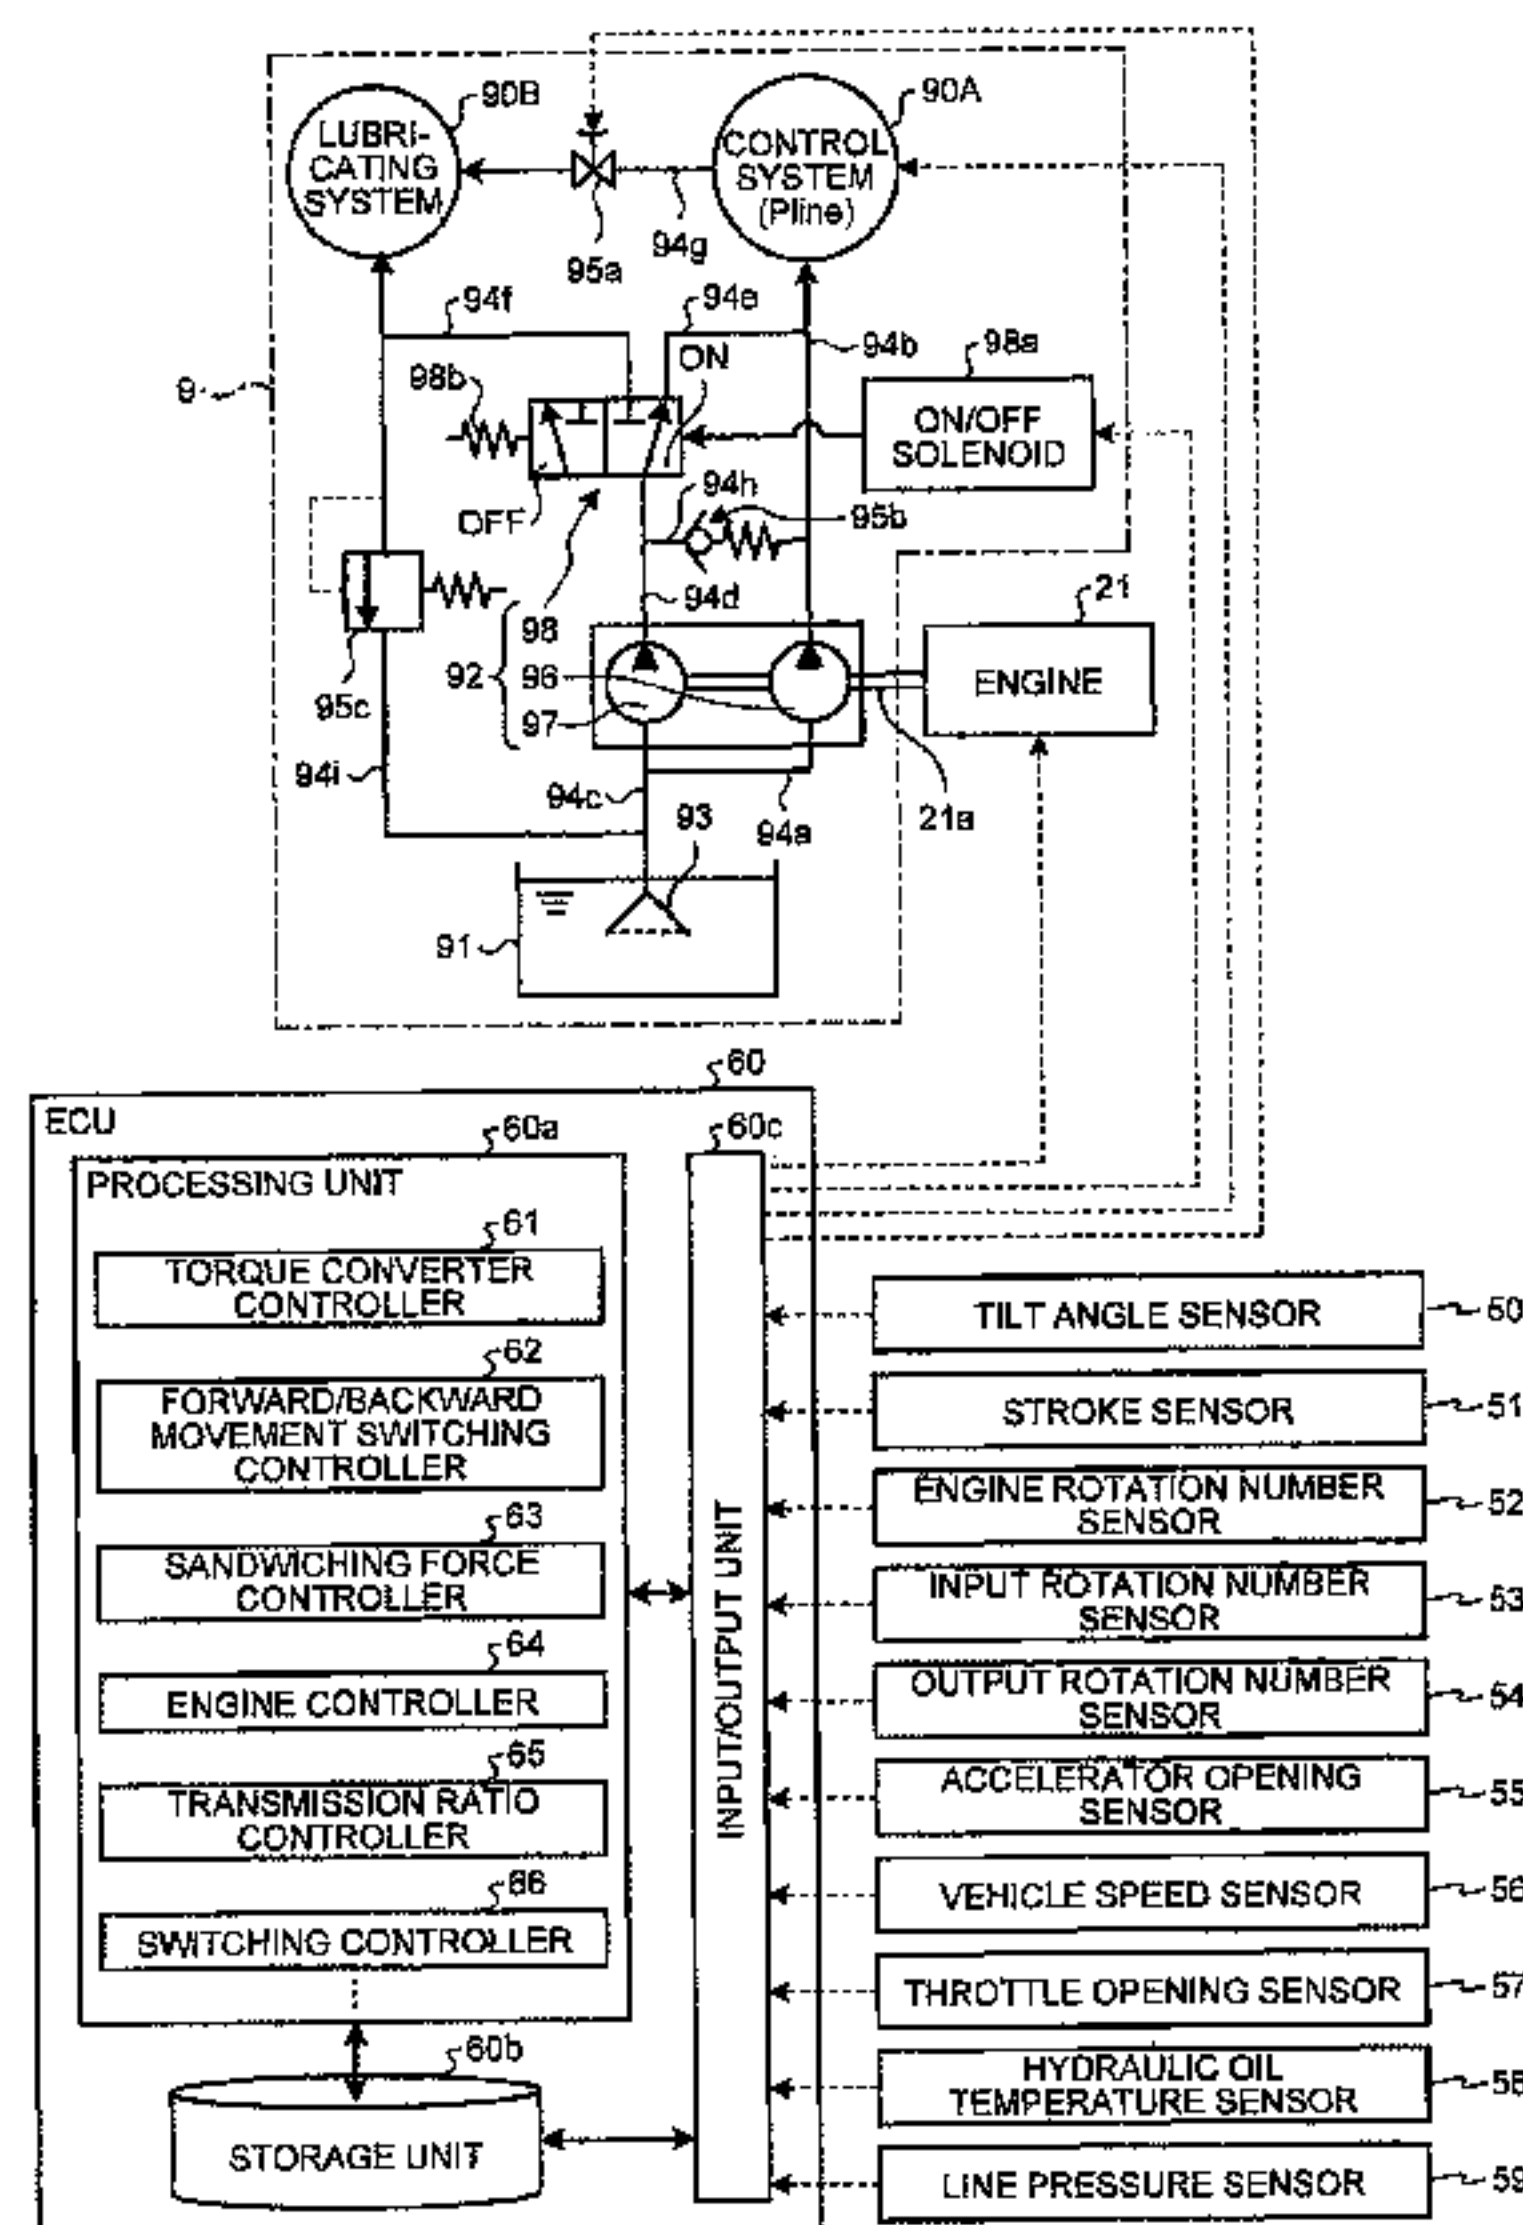 90B
90A
LUBRI-
CATING
SYSTEM
CONTROL
SYSTEM
(Pline)
95a
94g
94f
94e
94b
98a
9
98b
ON
ON/OFF
SOLENOID
OFF
94h
95b
94d
21
98
92
96
97
ENGINE
95c
94i
94c
93
94a
21a
91
60
ECU
60a
60c
PROCESSING UNIT
61
TORQUE CONVERTER
CONTROLLER
62
FORWARD/BACKWARD
MOVEMENT SWITCHING
CONTROLLER
63
SANDWICHING FORCE
CONTROLLER
64
ENGINE CONTROLLER
65
TRANSMISSION RATIO
CONTROLLER
66
SWITCHING CONTROLLER
60b
STORAGE UNIT
INPUT/OUTPUT UNIT
TILT ANGLE SENSOR
50
STROKE SENSOR
51
ENGINE ROTATION NUMBER
SENSOR
52
INPUT ROTATION NUMBER
SENSOR
53
OUTPUT ROTATION NUMBER
SENSOR
54
ACCELERATOR OPENING
SENSOR
55
VEHICLE SPEED SENSOR
56
THROTTLE OPENING SENSOR
57
HYDRAULIC OIL
TEMPERATURE SENSOR
58
LINE PRESSURE SENSOR
59